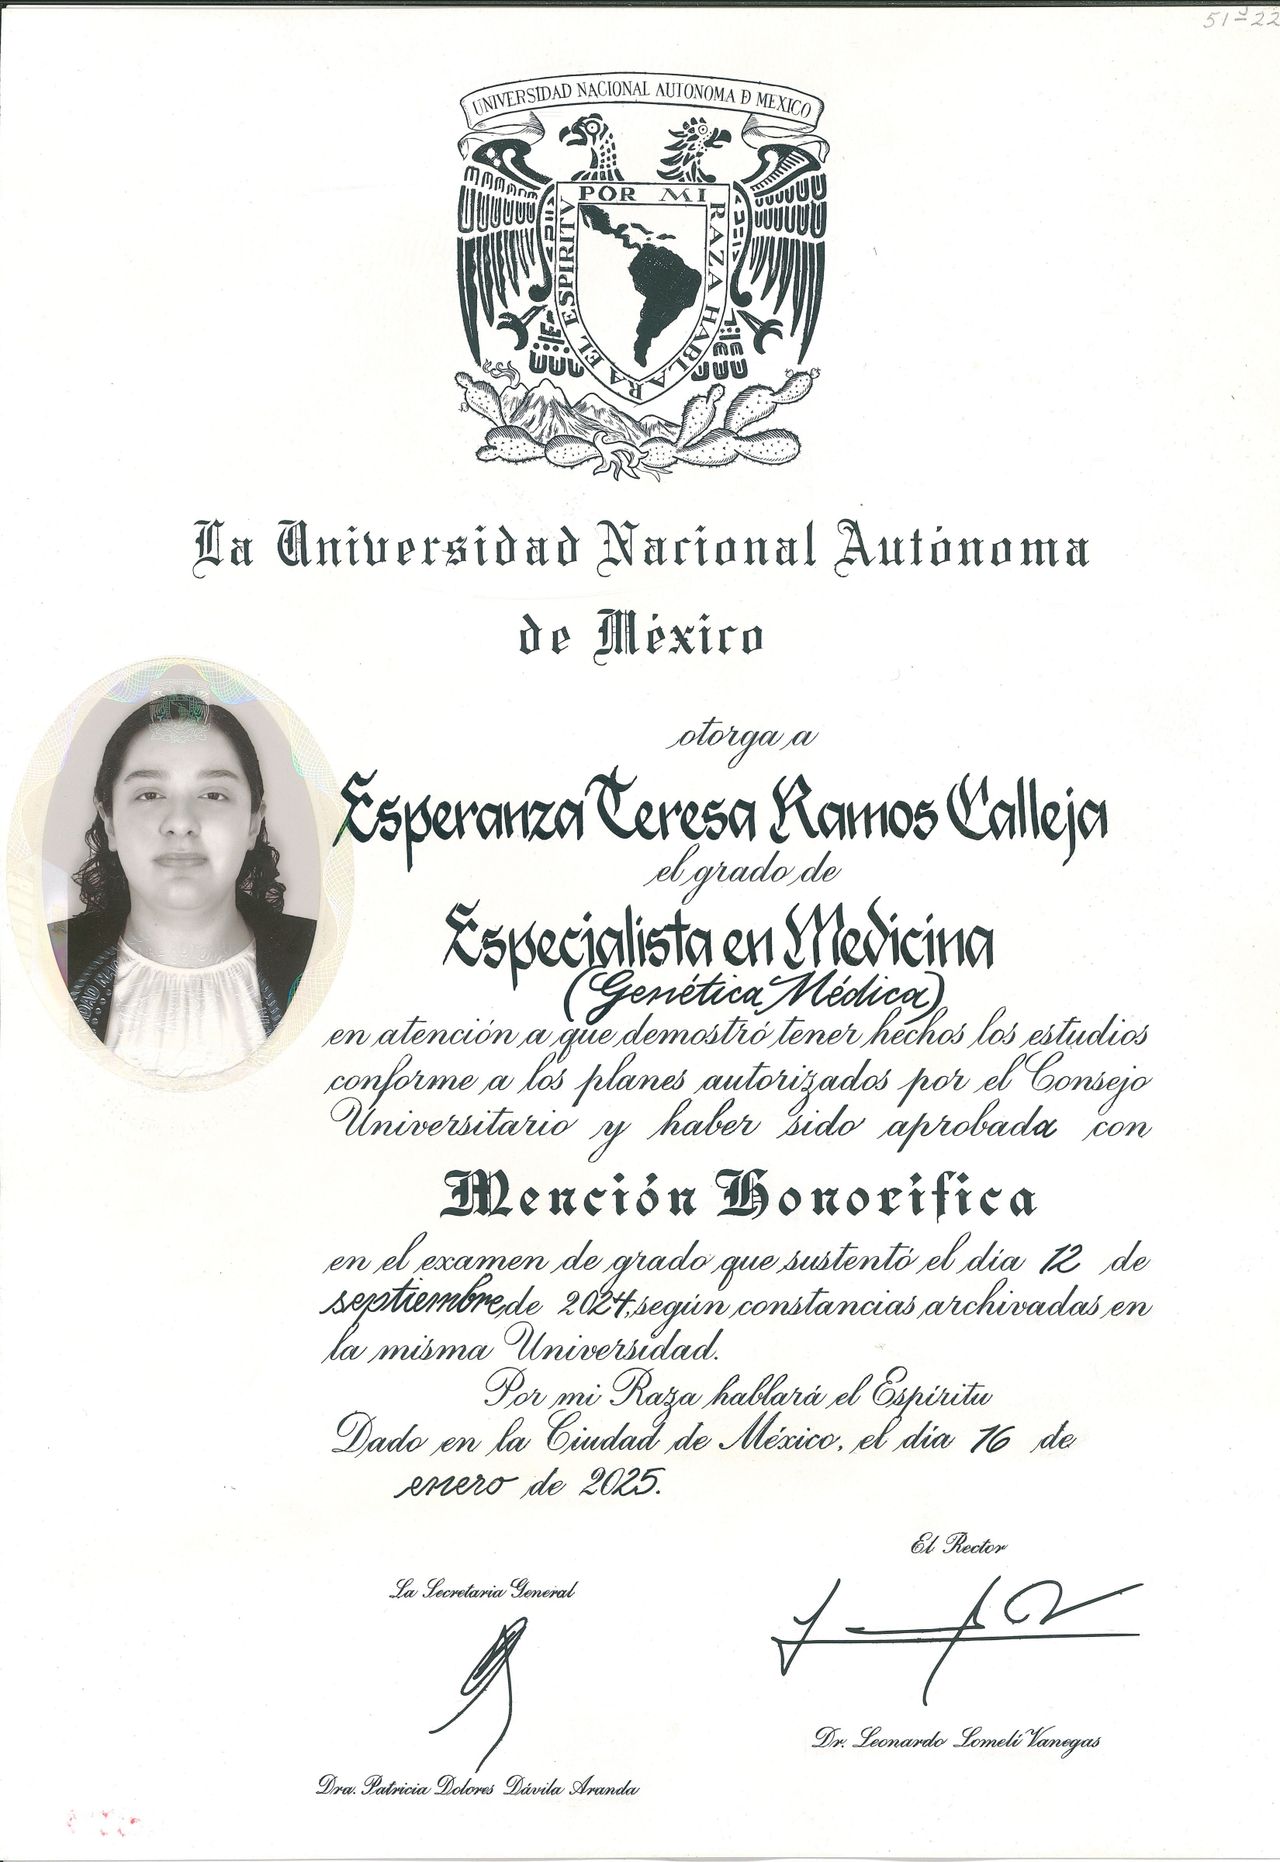 51-22
UNIVERSIDAD NACIONAL AUTONOMA D MEXICO
POR MI RAZA HABLARA EL ESPIRITV
La Universidad Nacional Autónoma
de México
otorga a
Esperanza Teresa Ramos Calleja
el grado de
Especialista en Medicina
(Genética Médica)
en atención a que demostró tener hechos los estudios
conforme a los planes autorizados por el Consejo
Universitario y haber sido aprobada con
Mención Honorífica
en el examen de grado que sustentó el día 12 de
septiembre de 2024, según constancias archivadas en
la misma Universidad.
Por mi Raza hablará el Espíritu
Dado en la Ciudad de México, el día 16 de
enero de 2025.
El Rector
La Secretaria General
Dr. Leonardo Lomelí Vanegas
Dra. Patricia Dolores Dávila Aranda